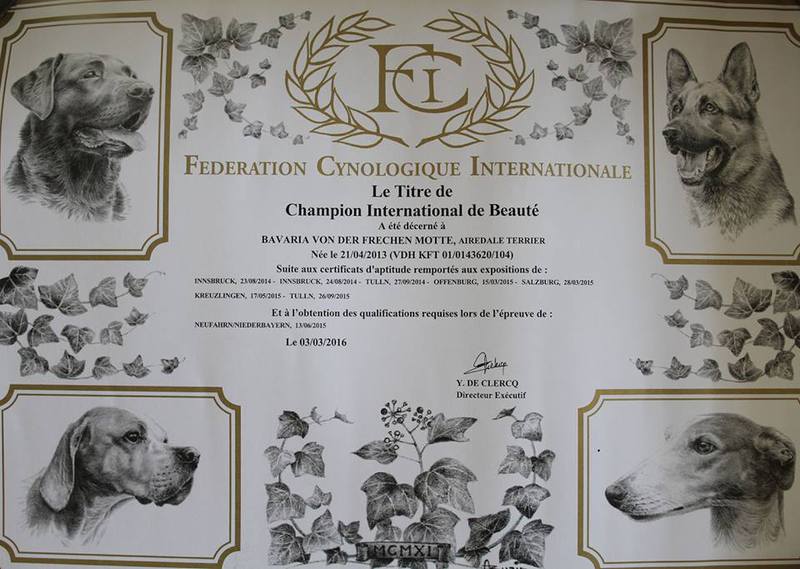 FCI
FEDERATION CYNOLOGIQUE INTERNATIONALE
Le Titre de
Champion International de Beauté
A été décerné à
BAVARIA VON DER FRECHEN MOTTE, AIREDALE TERRIER
Née le 21/04/2013 (VDH KFT 01/0143620/104)
Suite aux certificats d'aptitude remportés aux expositions de :
INNSBRUCK, 23/08/2014 - INNSBRUCK, 24/08/2014 - TULLN, 27/09/2014 - OFFENBURG, 15/03/2015 - SALZBURG, 28/03/2015
KREUZLINGEN, 17/05/2015 - TULLN, 26/09/2015
Et à l'obtention des qualifications requises lors de l'épreuve de :
NEUFAHRN/NIEDERBAYERN, 13/06/2015
Le 03/03/2016
Y. DE CLERCQ
Directeur Exécutif
MCMXI